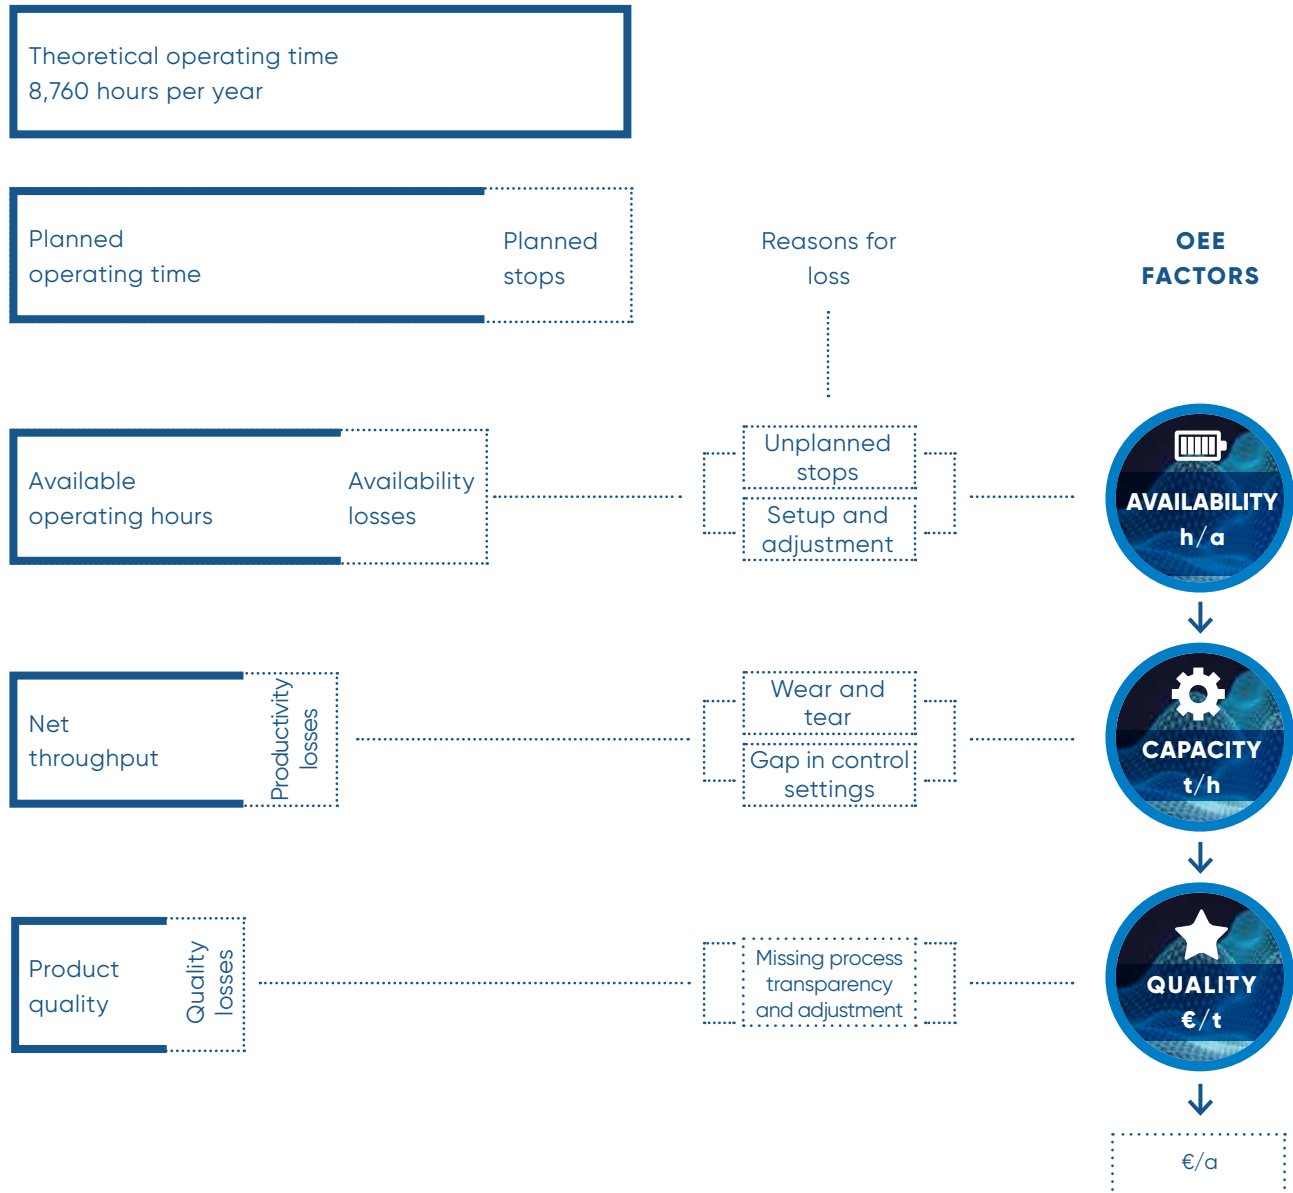 Theoretical operating time
8,760 hours per year
Planned
operating time
Planned
stops
Reasons for
loss
OEE
FACTORS
Available
operating hours
Availability
losses
Unplanned
stops
Setup and
adjustment
AVAILABILITY
h/a
Net
throughput
Productivity
losses
Wear and
tear
Gap in control
settings
CAPACITY
t/h
Product
quality
Quality
losses
Missing process
transparency
and adjustment
QUALITY
€/t
€/a